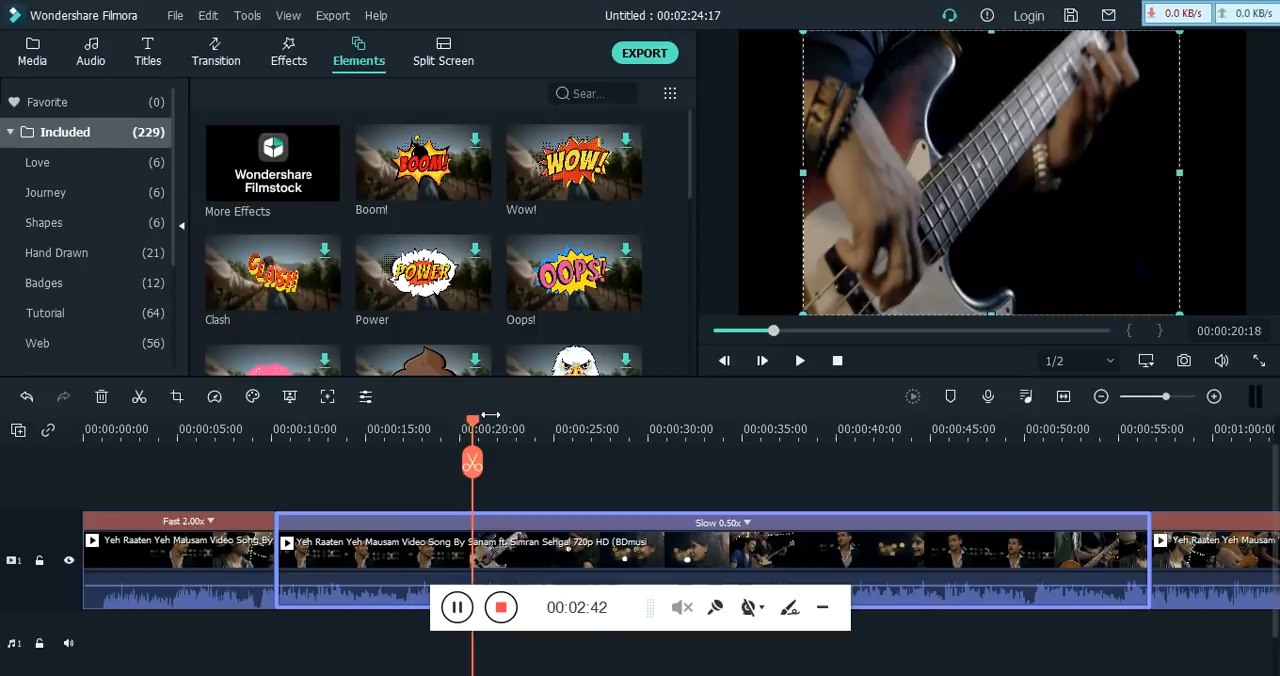 Wondershare Filmora File Edit Tools View Export Help Untitled : 00:02:24:17 Login 0.0 KB/s 0.0 KB/s
Media Audio Titles Transition Effects Elements Split Screen EXPORT
Favorite (0)
Included (229)
Love (6)
Journey (6)
Shapes (6)
Hand Drawn (21)
Badges (12)
Tutorial (64)
Web (56)
Sear...
Wondershare
Filmstock
BOOM!
WOW!
More Effects Boom! Wow!
CLASH
POWER
OOPS!
Clash Power Oops!
{ } 00:00:20:18
1/2
00:00:00:00 00:00:05:00 00:00:10:00 00:00:15:00 00:00:20:00 00:00:25:00 00:00:30:00 00:00:35:00 00:00:40:00 00:00:45:00 00:00:50:00 00:00:55:00 00:01:00:00
Fast 2.00x Slow 0.50x
Yeh Raaten Yeh Mausam Video Song By
Yeh Raaten Yeh Mausam Video Song By Sanam ft. Simran Sehgal 720p HD (BDmusi
Yeh Raaten Yeh Mausam
1
00:02:42
1